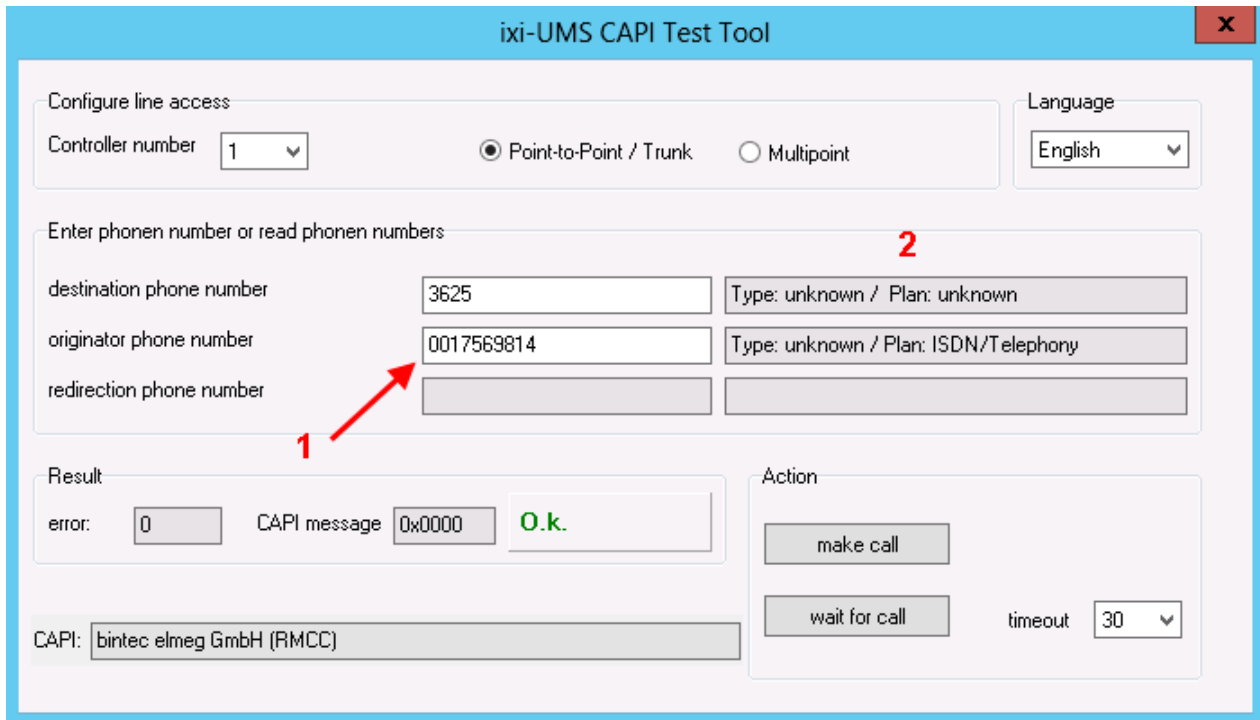 ixi-UMS CAPI Test Tool
x
Configure line access
Language
Controller number 1 Point-to-Point / Trunk Multipoint English
Enter phonen number or read phonen numbers
2
destination phone number 3625 Type: unknown / Plan: unknown
originator phone number 0017569814 Type: unknown / Plan: ISDN/Telephony
redirection phone number
1
Result
Action
error: 0 CAPI message 0x0000 O.k.
make call
wait for call timeout 30
CAPI: bintec elmeg GmbH (RMCC)